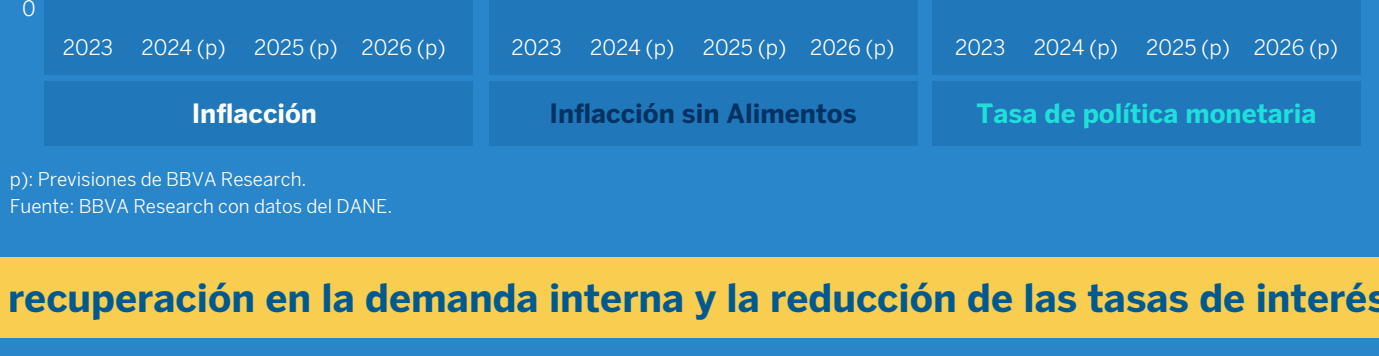 0
2023 2024 (p) 2025 (p) 2026 (p) 2023 2024 (p) 2025 (p) 2026 (p) 2023 2024 (p) 2025 (p) 2026 (p)
Inflacción Inflacción sin Alimentos Tasa de política monetaria
p): Previsiones de BBVA Research.
Fuente: BBVA Research con datos del DANE.
recuperación en la demanda interna y la reducción de las tasas de interés